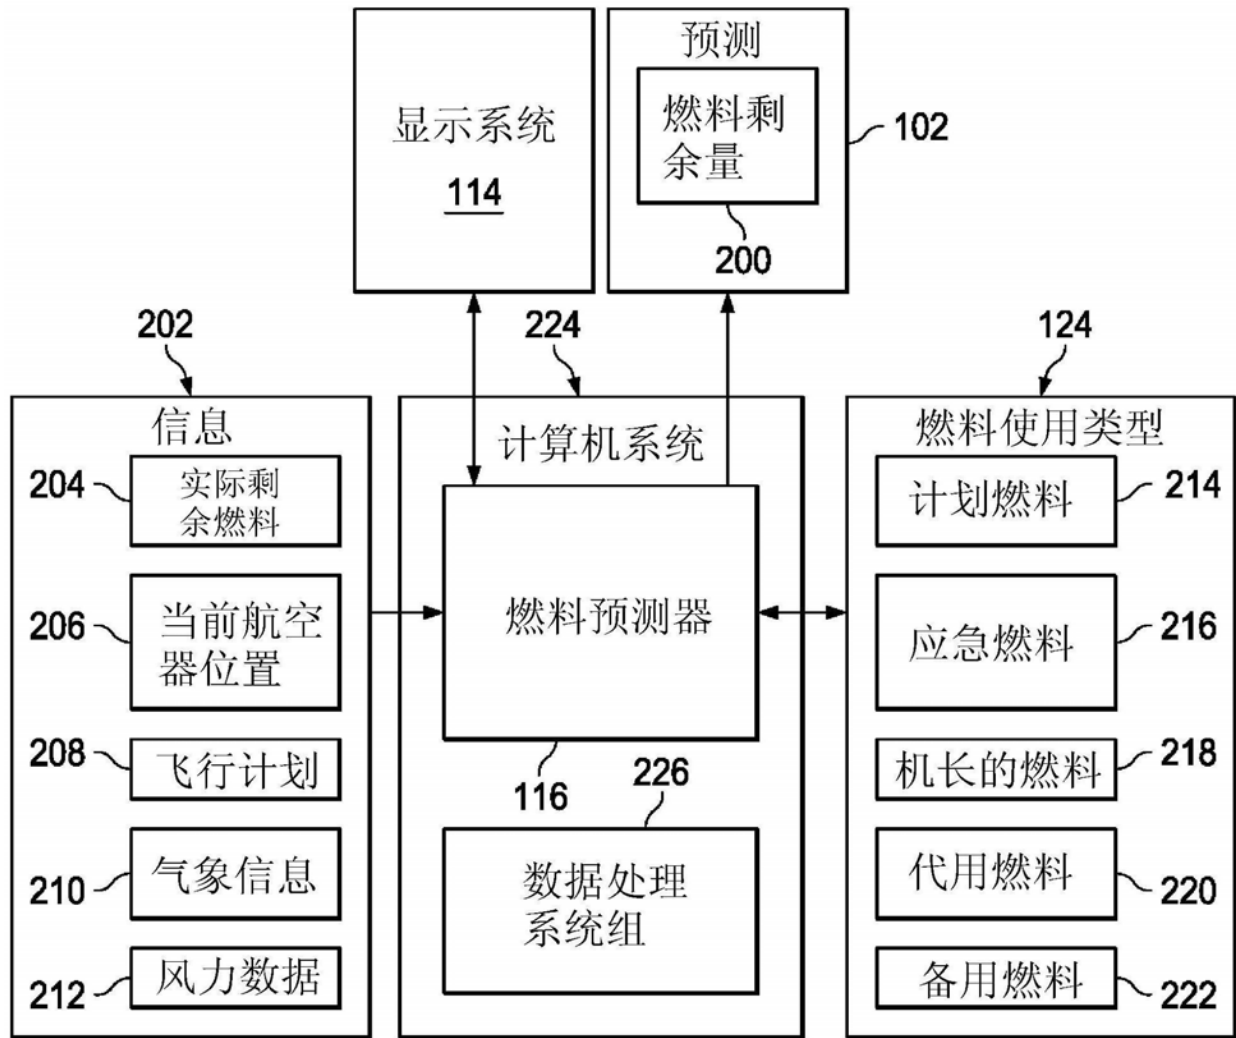 显示系统
114
预测
燃料剩
余量
200
102
202
信息
204
实际剩
余燃料
206
当前航空
器位置
208
飞行计划
210
气象信息
212
风力数据
224
计算机系统
燃料预测器
116
226
数据处理
系统组
124
燃料使用类型
计划燃料
214
应急燃料
216
机长的燃料
218
代用燃料
220
备用燃料
222